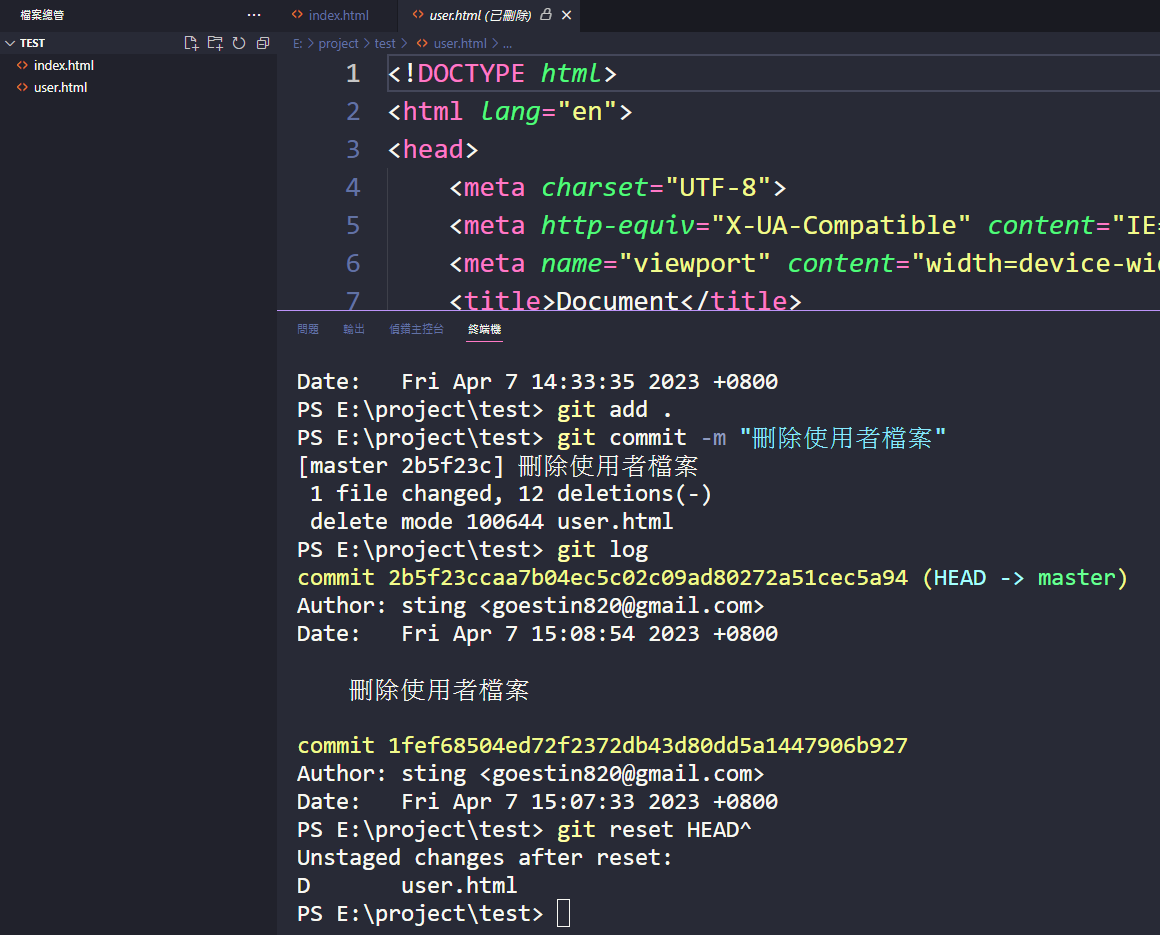 檔案總管 ...
index.html
user.html (已刪除)
TEST
index.html
user.html
E: > project > test > user.html > ...
1 <!DOCTYPE html>
2 <html lang="en">
3 <head>
4 <meta charset="UTF-8">
5 <meta http-equiv="X-UA-Compatible" content="IE=
6 <meta name="viewport" content="width=device-wi
7 <title>Document</title>
問題 輸出 偵錯主控台 終端機
Date:   Fri Apr 7 14:33:35 2023 +0800
PS E:\project\test> git add .
PS E:\project\test> git commit -m "刪除使用者檔案"
[master 2b5f23c] 刪除使用者檔案
1 file changed, 12 deletions(-)
delete mode 100644 user.html
PS E:\project\test> git log
commit 2b5f23ccaa7b04ec5c02c09ad80272a51cec5a94 (HEAD -> master)
Author: sting <goestin820@gmail.com>
Date:   Fri Apr 7 15:08:54 2023 +0800
刪除使用者檔案
commit 1fef68504ed72f2372db43d80dd5a1447906b927
Author: sting <goestin820@gmail.com>
Date:   Fri Apr 7 15:07:33 2023 +0800
PS E:\project\test> git reset HEAD^
Unstaged changes after reset:
D       user.html
PS E:\project\test>